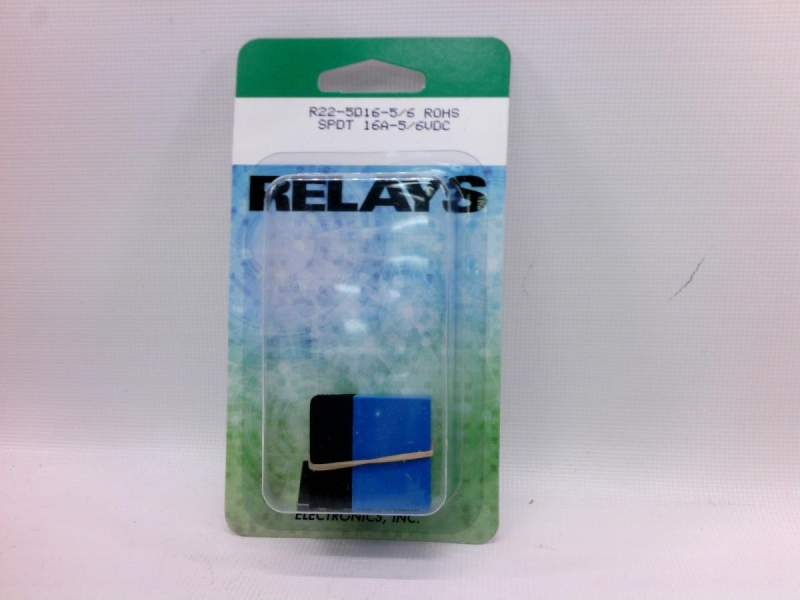 R22-5D16-5/6 ROHS
SPDT 16A-5/6VDC
RELAYS
ELECTRONICS, INC.